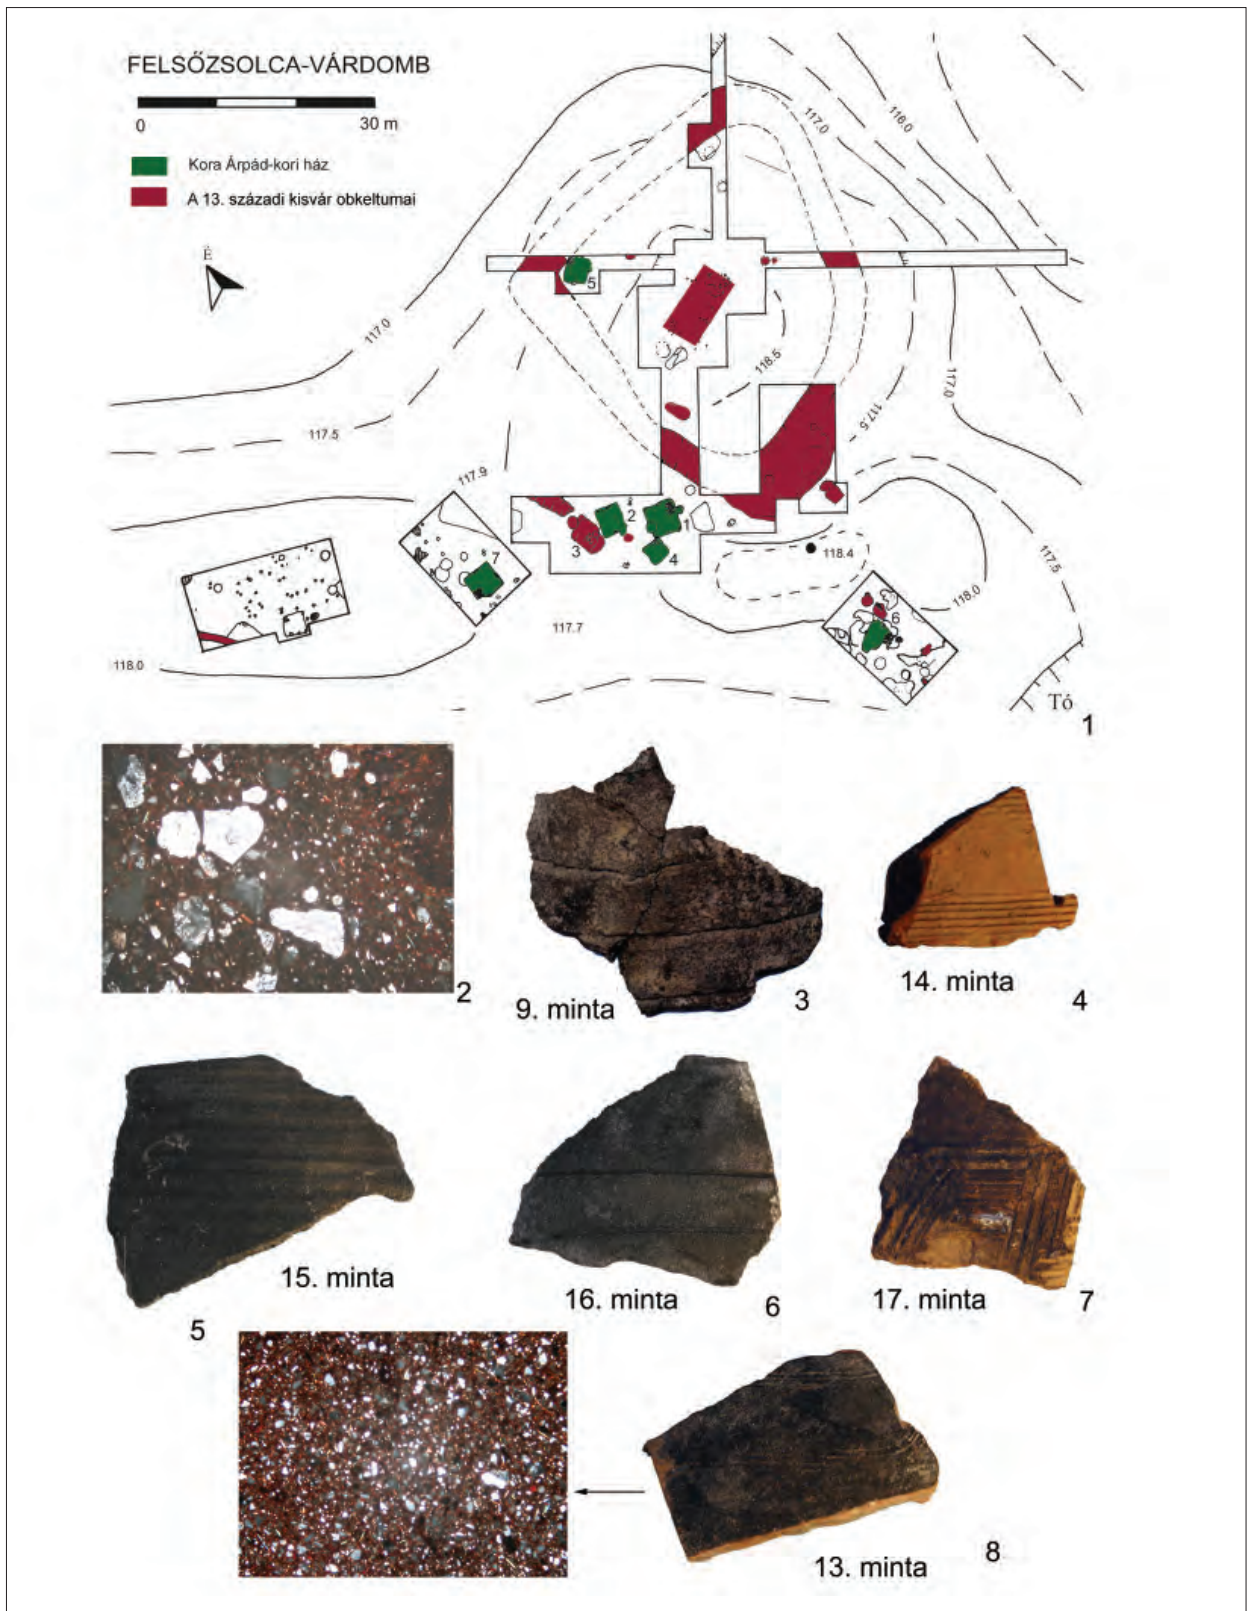 FELSŐZSOLCA-VÁRDOMB
0 30 m
Kora Árpád-kori ház
A 13. századi kisvár obkeltumai
É
117.0
116.0
5
117.0
118.5
117.0
117.5
117.5
117.9
2
1
3
4
7
118.4
117.5
118.0
6
117.7
118.0
Tó
1
2
9. minta
3
14. minta
4
15. minta
5
16. minta
6
17. minta
7
13. minta
8